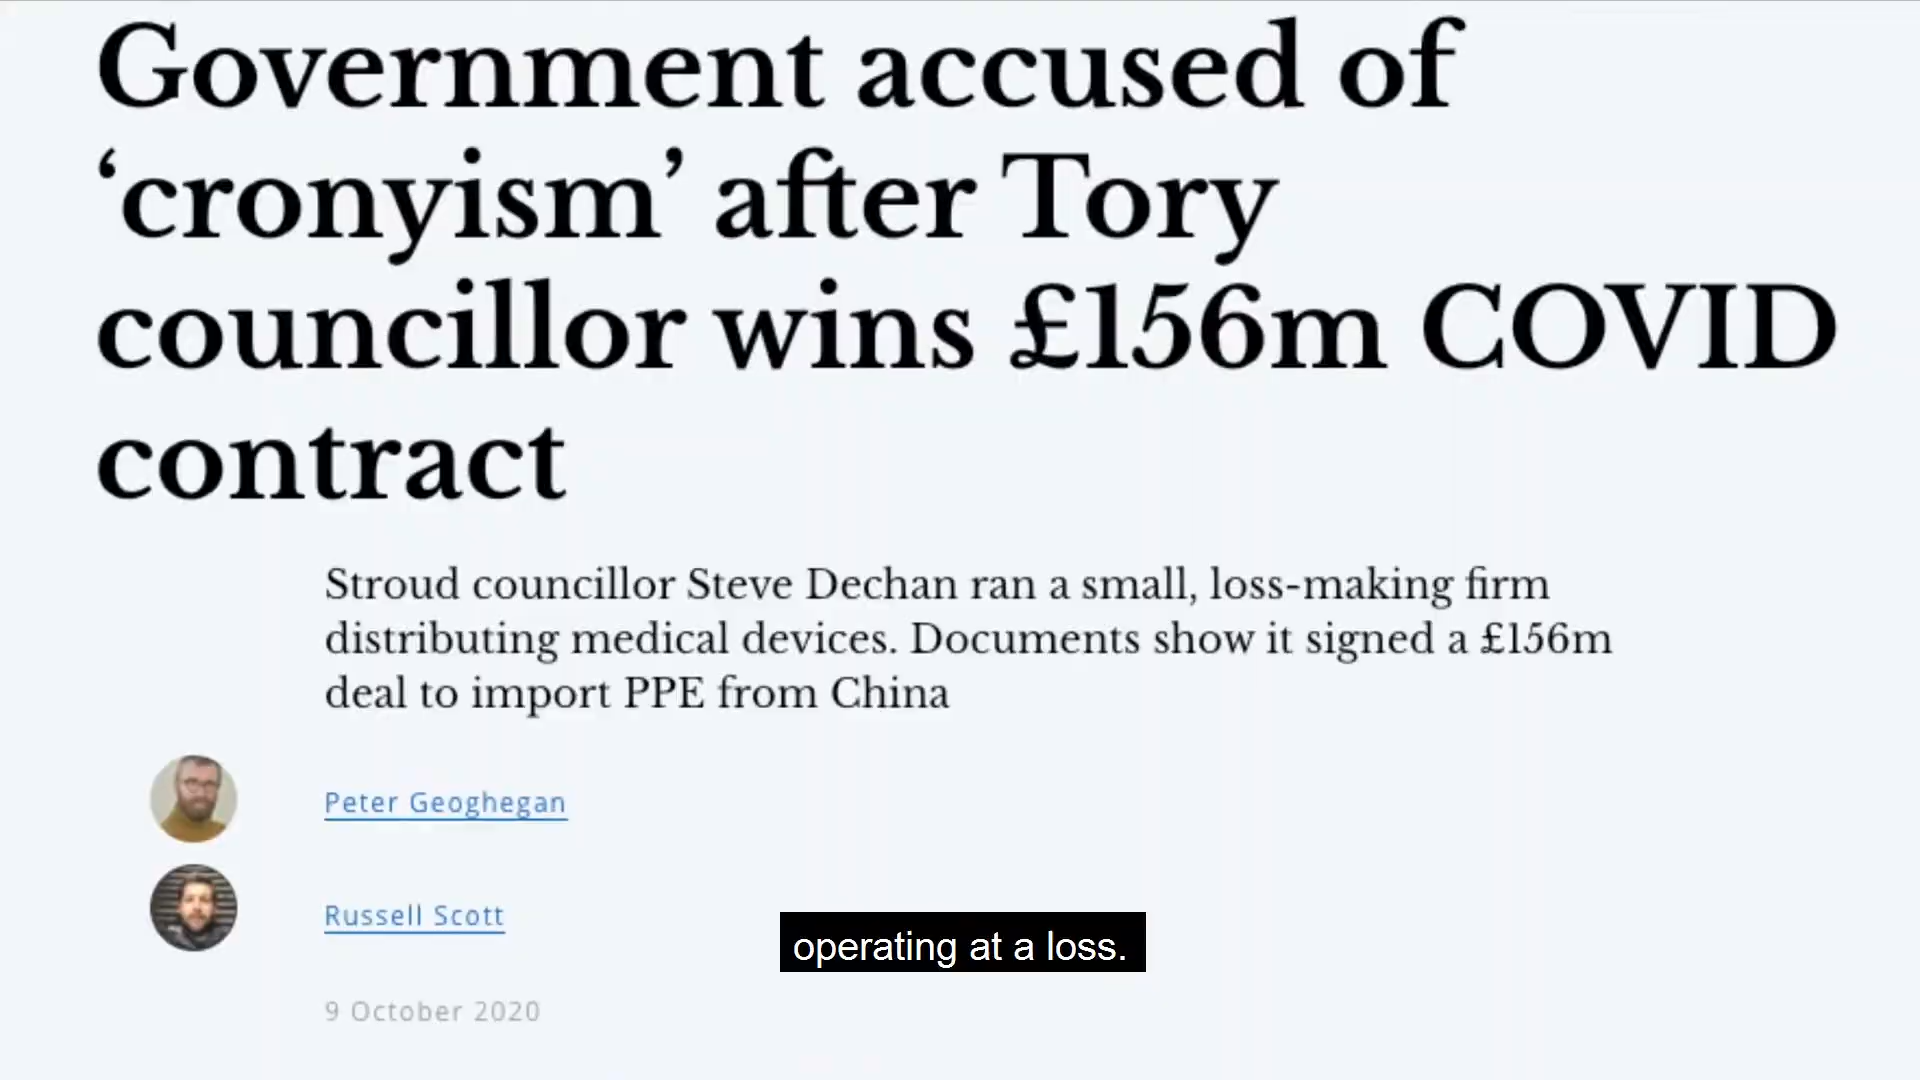 Government accused of
‘cronyism’ after Tory
councillor wins £156m COVID
contract
Stroud councillor Steve Dechan ran a small, loss-making firm
distributing medical devices. Documents show it signed a £156m
deal to import PPE from China
Peter Geoghegan
Russell Scott
operating at a loss.
9 October 2020